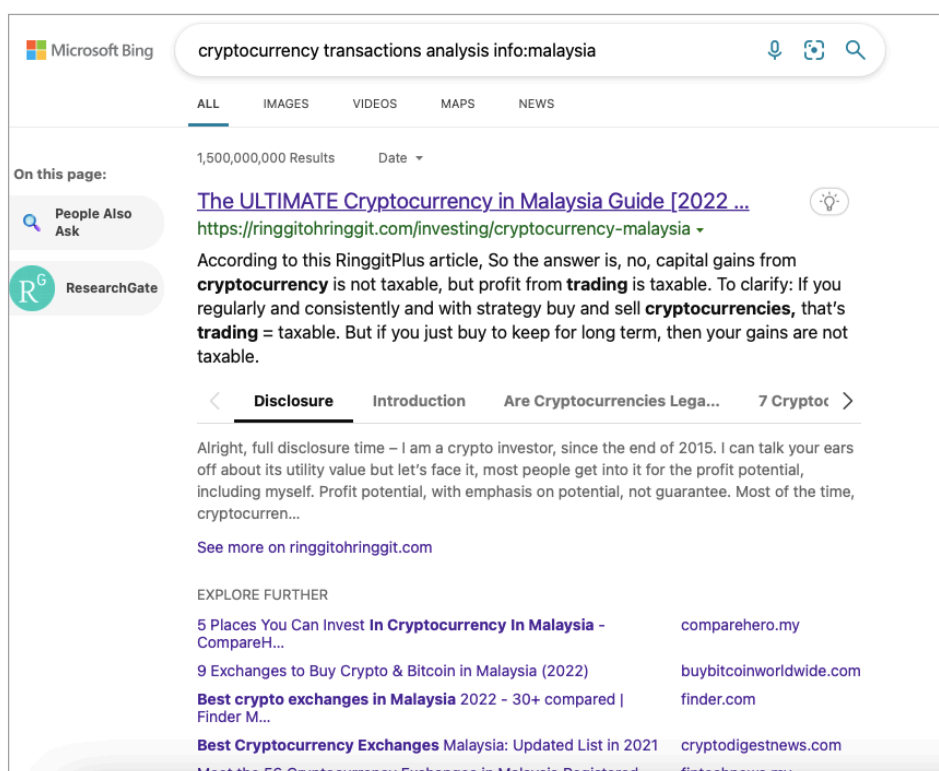 Microsoft Bing
cryptocurrency transactions analysis info:malaysia
ALL IMAGES VIDEOS MAPS NEWS
On this page:
People Also
Ask
RG
ResearchGate
1,500,000,000 Results Date
The ULTIMATE Cryptocurrency in Malaysia Guide [2022 ...
https://ringgitohringgit.com/investing/cryptocurrency-malaysia
According to this RinggitPlus article, So the answer is, no, capital gains from
cryptocurrency is not taxable, but profit from trading is taxable. To clarify: If you
regularly and consistently and with strategy buy and sell cryptocurrencies, that's
trading = taxable. But if you just buy to keep for long term, then your gains are not
taxable.
Disclosure Introduction Are Cryptocurrencies Lega... 7 Cryptoc
Alright, full disclosure time – I am a crypto investor, since the end of 2015. I can talk your ears
off about its utility value but let's face it, most people get into it for the profit potential,
including myself. Profit potential, with emphasis on potential, not guarantee. Most of the time,
cryptocurren...
See more on ringgitohringgit.com
EXPLORE FURTHER
5 Places You Can Invest In Cryptocurrency In Malaysia - comparehero.my
CompareH...
9 Exchanges to Buy Crypto & Bitcoin in Malaysia (2022) buybitcoinworldwide.com
Best crypto exchanges in Malaysia 2022 - 30+ compared | finder.com
Finder M...
Best Cryptocurrency Exchanges Malaysia: Updated List in 2021 cryptodigestnews.com